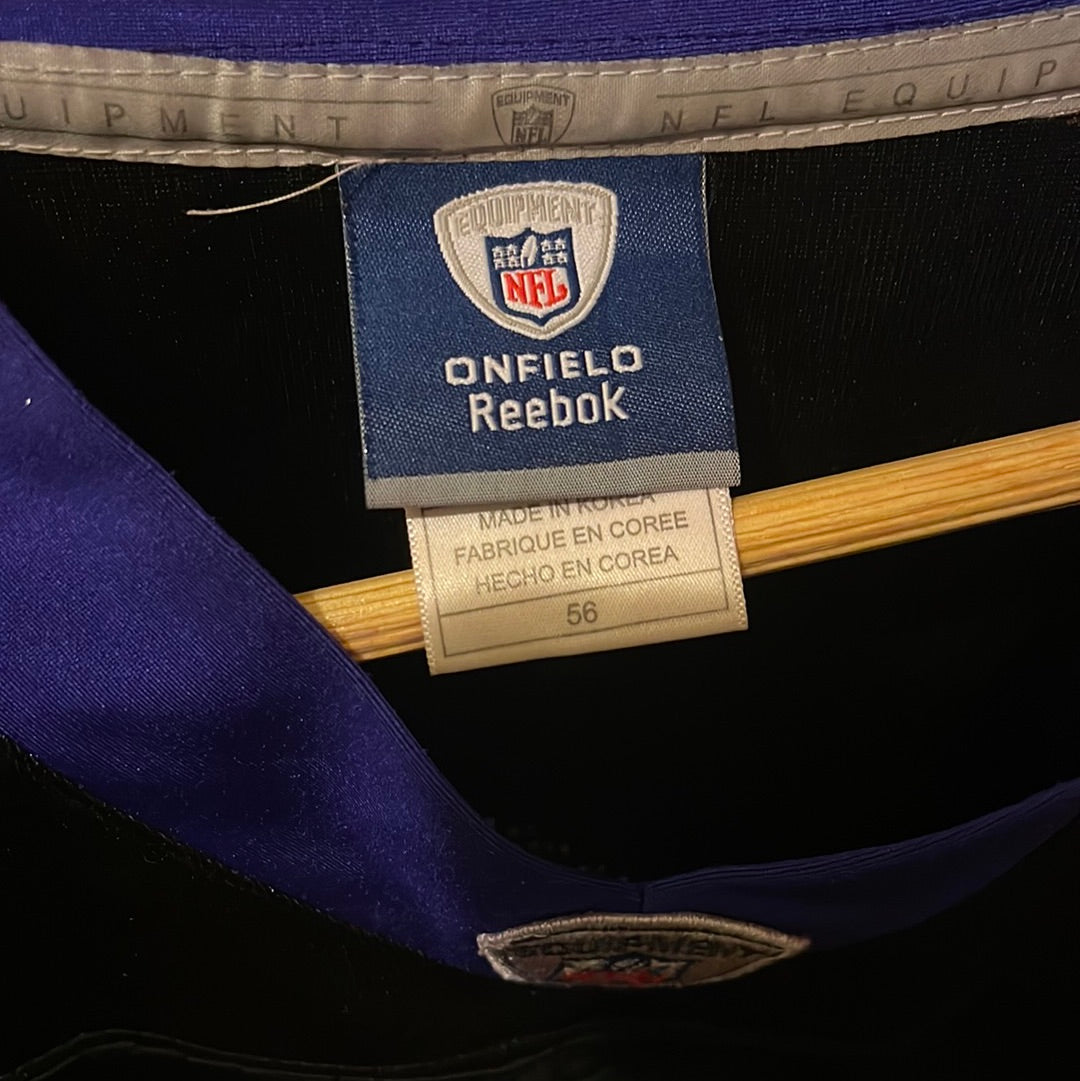 UIPMENT
EQUIPMENT
NFL
NFL EQUIP
EQUIPMENT
NFL
ONFIELD
Reebok
MADE IN KOREA
FABRIQUE EN COREE
HECHO EN COREA
56
EQUIPMENT